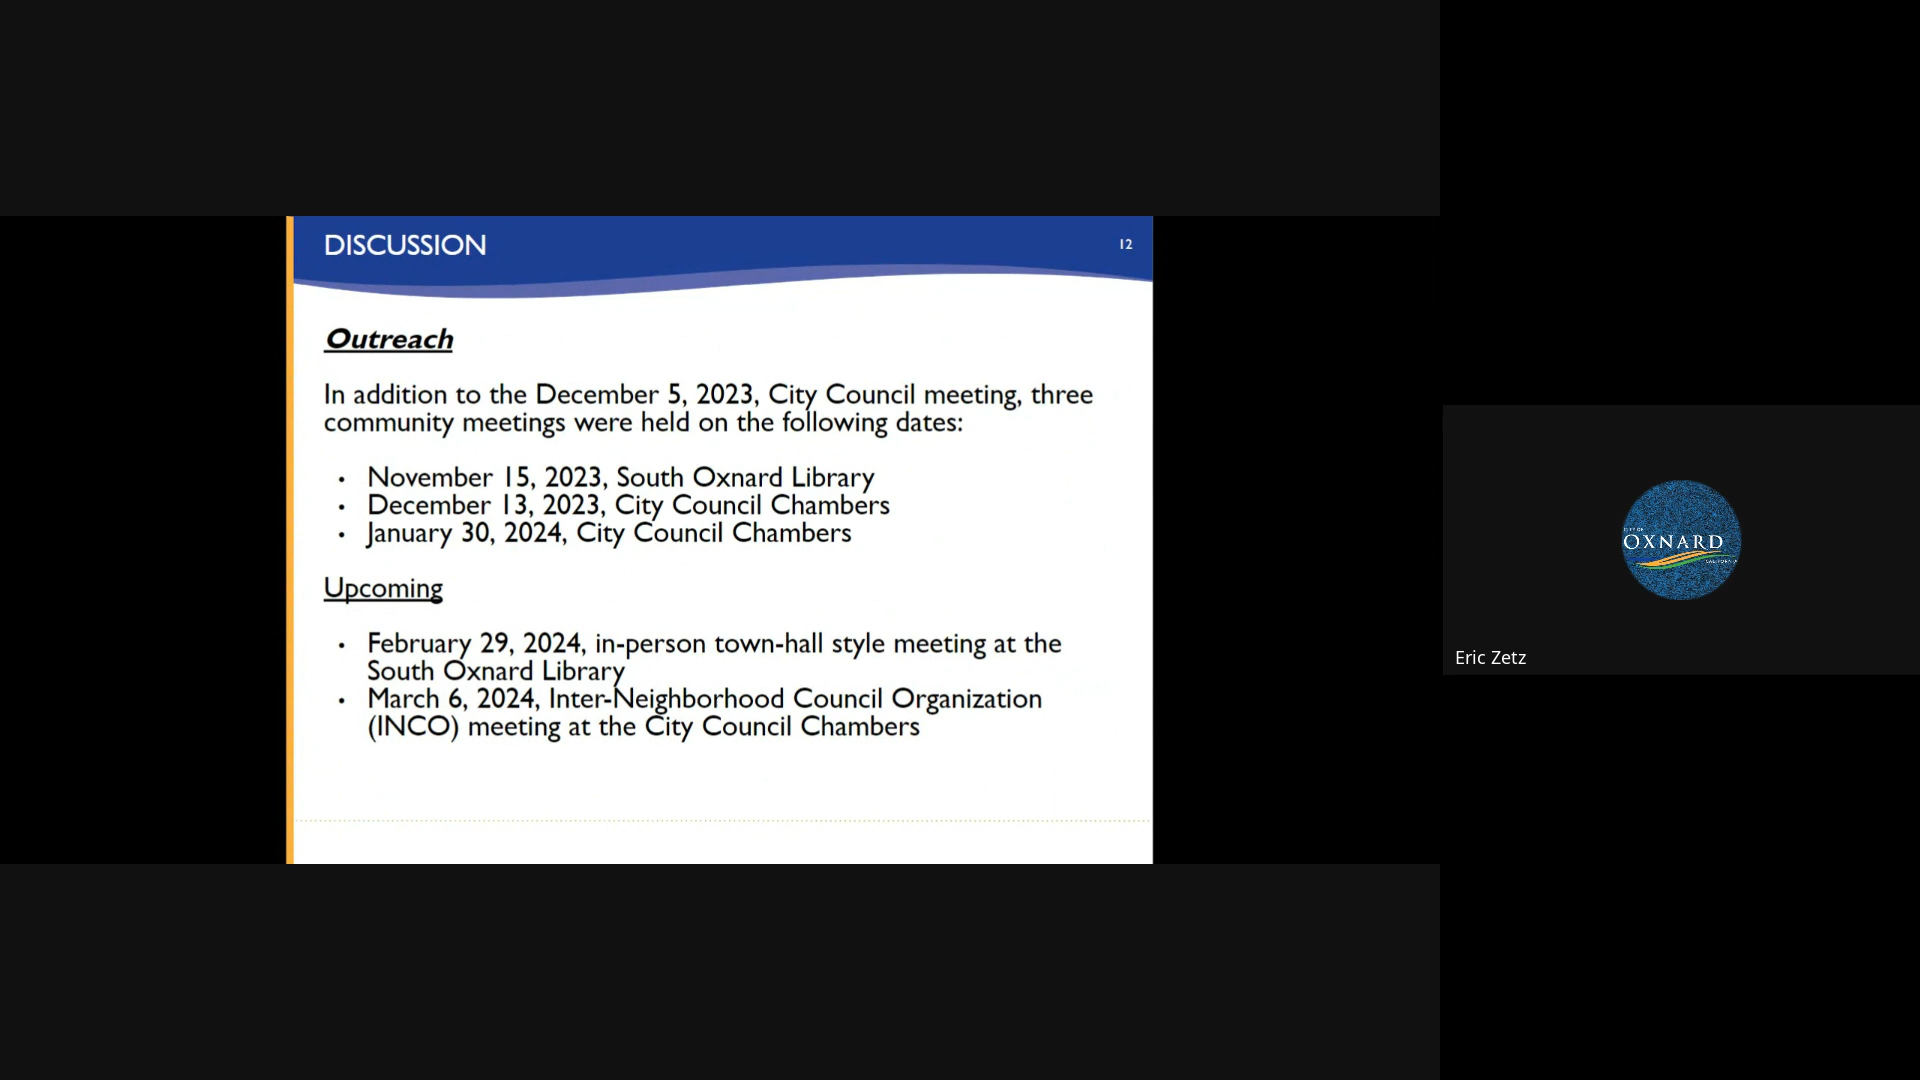 DISCUSSION
12
Outreach
In addition to the December 5, 2023, City Council meeting, three
community meetings were held on the following dates:
• November 15, 2023, South Oxnard Library
• December 13, 2023, City Council Chambers
• January 30, 2024, City Council Chambers
Upcoming
• February 29, 2024, in-person town-hall style meeting at the
South Oxnard Library
• March 6, 2024, Inter-Neighborhood Council Organization
(INCO) meeting at the City Council Chambers
CITY OF
OXNARD
CALIFORNIA
Eric Zetz